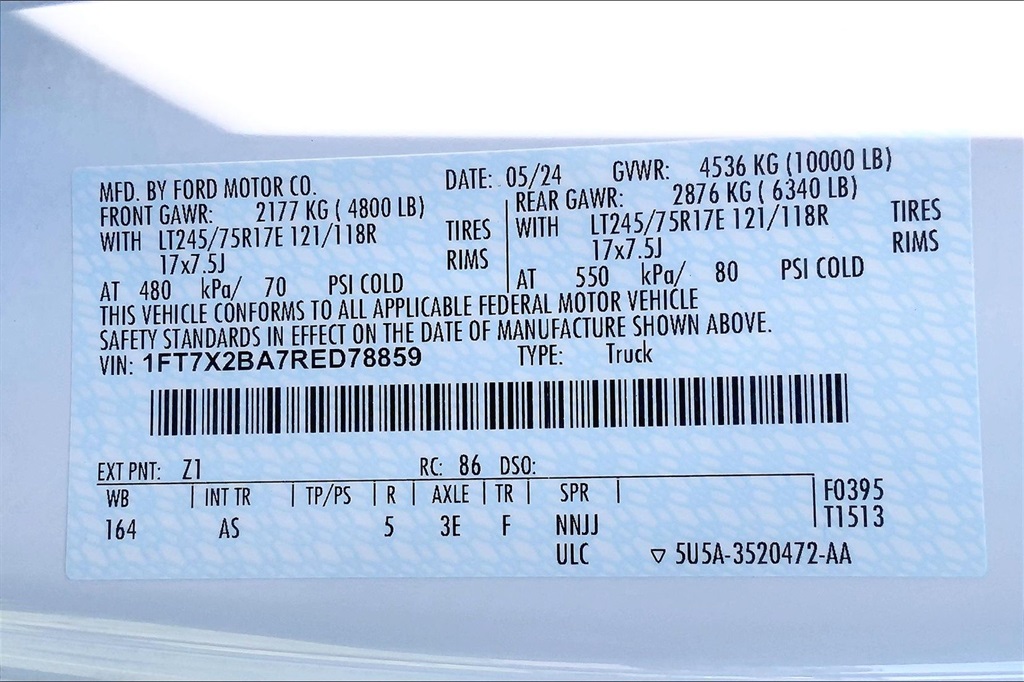 MFD. BY FORD MOTOR CO. DATE: 05/24 GVWR: 4536 KG (10000 LB)
FRONT GAWR: 2177 KG ( 4800 LB) REAR GAWR: 2876 KG ( 6340 LB)
WITH LT245/75R17E 121/118R TIRES WITH LT245/75R17E 121/118R TIRES
17x7.5J RIMS 17x7.5J RIMS
AT 480 kPa/ 70 PSI COLD AT 550 kPa/ 80 PSI COLD
THIS VEHICLE CONFORMS TO ALL APPLICABLE FEDERAL MOTOR VEHICLE
SAFETY STANDARDS IN EFFECT ON THE DATE OF MANUFACTURE SHOWN ABOVE.
VIN: 1FT7X2BA7RED78859 TYPE: Truck
EXT PNT: Z1 RC: 86 DSO:
WB | INT TR | TP/PS | R | AXLE | TR | SPR | F0395
164 AS 5 3E F NNJJ T1513
ULC ▽ 5U5A-3520472-AA